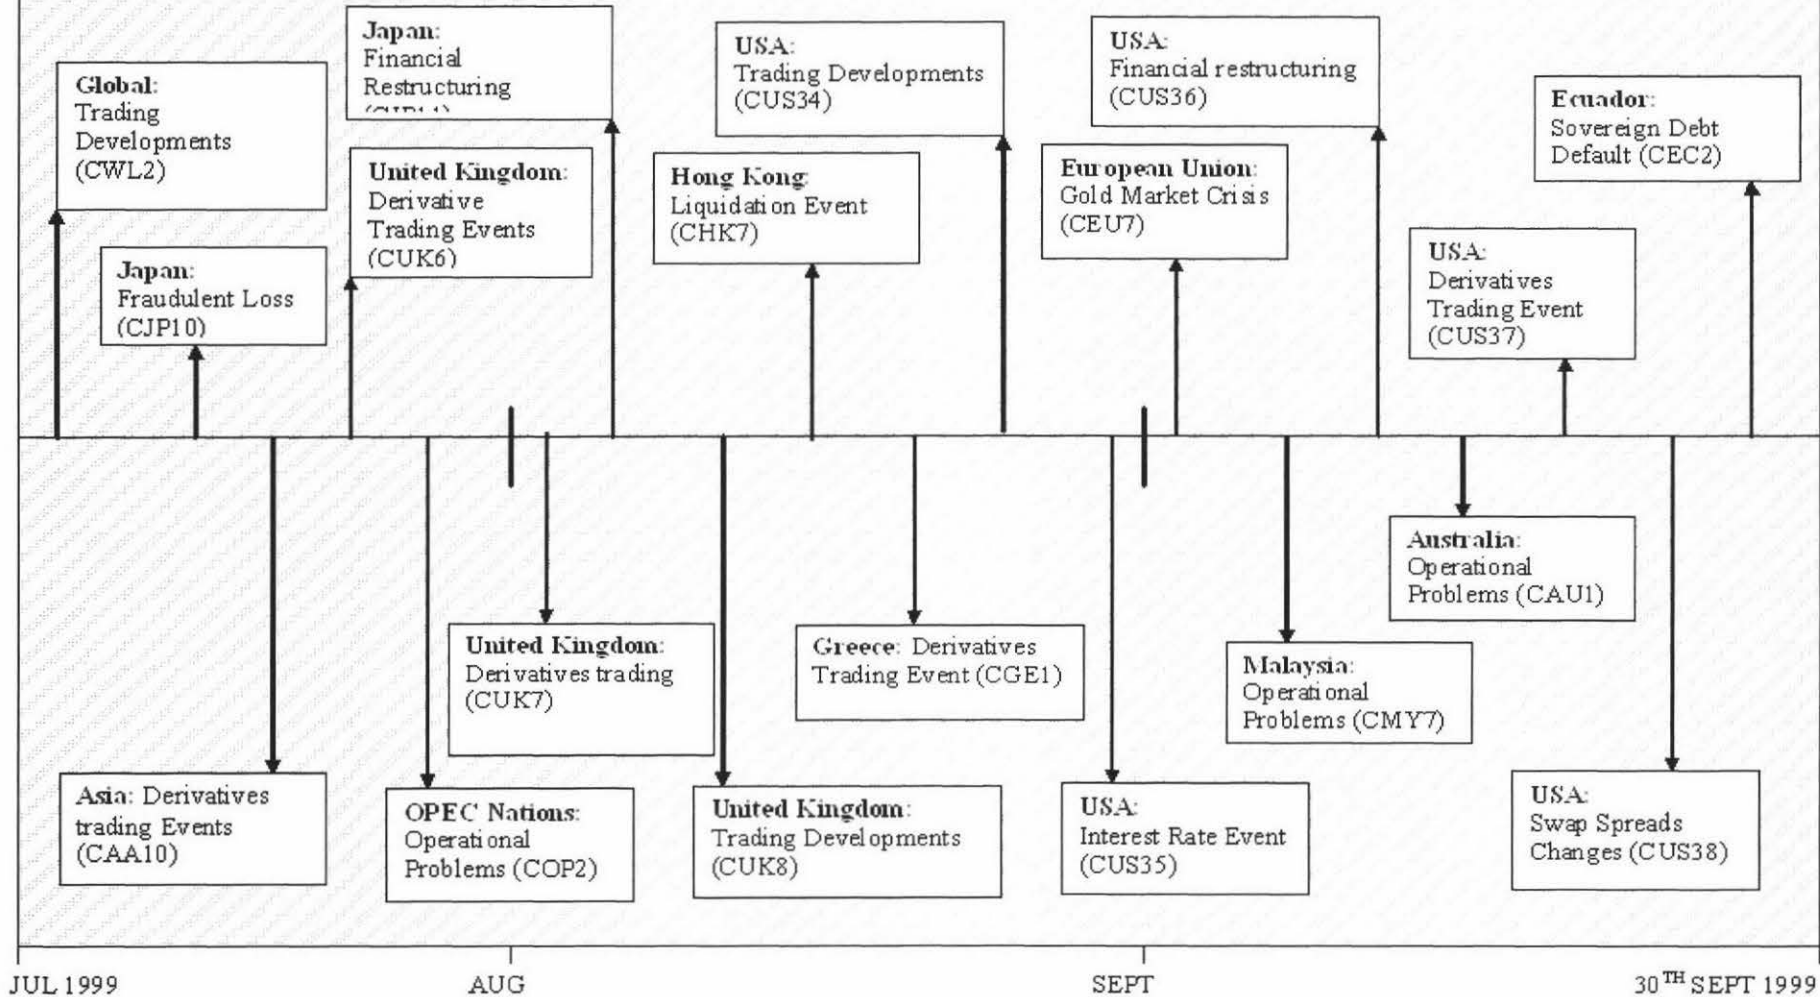 Global:
Trading
Developments
(CWL2)
Japan:
Fraudulent Loss
(CJP10)
Japan:
Financial
Restructuring
United Kingdom:
Derivative
Trading Events
(CUK6)
USA:
Trading Developments
(CUS34)
Hong Kong:
Liquidation Event
(CHK7)
USA:
Financial restructuring
(CUS36)
European Union:
Gold Market Crisis
(CEU7)
Ecuador:
Sovereign Debt
Default (CEC2)
USA:
Derivatives
Trading Event
(CUS37)
Australia:
Operational
Problems (CAU1)
United Kingdom:
Derivatives trading
(CUK7)
Greece: Derivatives
Trading Event (CGE1)
Malaysia:
Operational
Problems (CMY7)
Asia: Derivatives
trading Events
(CAA10)
OPEC Nations:
Operational
Problems (COP2)
United Kingdom:
Trading Developments
(CUK8)
USA:
Interest Rate Event
(CUS35)
USA:
Swap Spreads
Changes (CUS38)
JUL 1999
AUG
SEPT
30TH SEPT 1999